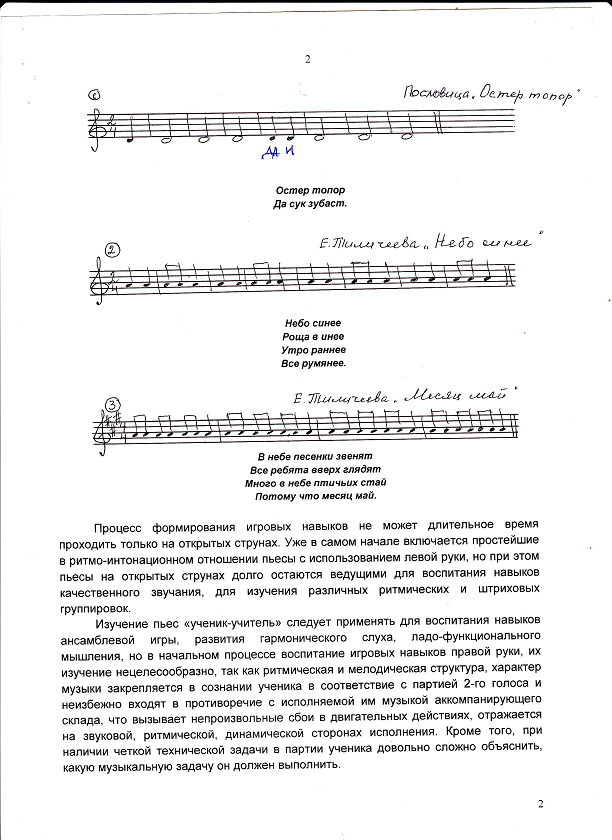 2
1 Пословица „Остер топор"
2/4
ДА И
Остер топор
Да сук зубаст.
2 Е. Тиличеева „Небо синее"
2/4
Небо синее
Роща в инее
Утро раннее
Все румянее.
3 Е. Тиличеева „Месяц май"
В небе песенки звенят
Все ребята вверх глядят
Много в небе птичьих стай
Потому что месяц май.
Процесс формирования игровых навыков не может длительное время
проходить только на открытых струнах. Уже в самом начале включается простейшие
в ритмо-интонационном отношении пьесы с использованием левой руки, но при этом
пьесы на открытых струнах долго остаются ведущими для воспитания навыков
качественного звучания, для изучения различных ритмических и штриховых
группировок.
Изучение пьес «ученик-учитель» следует применять для воспитания навыков
ансамблевой игры, развития гармонического слуха, ладо-функционального
мышления, но в начальном процессе воспитание игровых навыков правой руки, их
изучение нецелесообразно, так как ритмическая и мелодическая структура, характер
музыки закрепляется в сознании ученика в соответствие с партией 2-го голоса и
неизбежно входят в противоречие с исполняемой им музыкой аккомпанирующего
склада, что вызывает непроизвольные сбои в двигательных действиях, отражается
на звуковой, ритмической, динамической сторонах исполнения. Кроме того, при
наличии четкой технической задачи в партии ученика довольно сложно объяснить,
какую музыкальную задачу он должен выполнить.
2